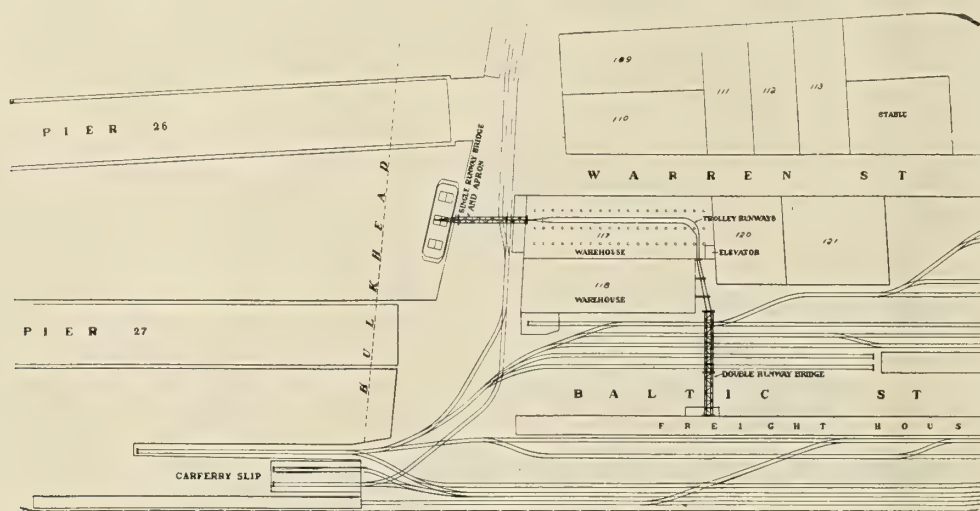 109
PIER 26
110
111
112
113
STABLE
BULKHEAD
SINGLE RUNWAY BRIDGE
AND APRON
WARREN ST
TROLLEY RUNWAYS
117
WAREHOUSE
120
121
ELEVATOR
118
WAREHOUSE
PIER 27
DOUBLE RUNWAY BRIDGE
BALTIC ST
FREIGHT HOUS
CARFERRY SLIP